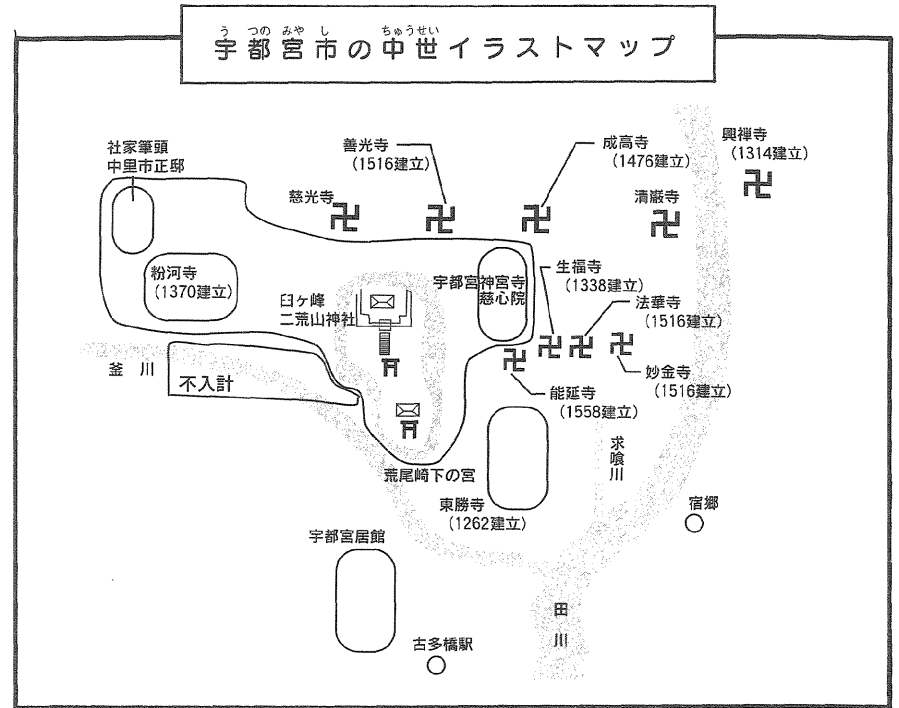 宇都宮市の中世イラストマップ
う つの みや し ちゅうせい
社家筆頭
中里市正邸
善光寺
（1516建立）
成高寺
（1476建立）
興禅寺
（1314建立）
慈光寺
清巌寺
粉河寺
（1370建立）
臼ヶ峰
二荒山神社
宇都宮神宮寺
慈心院
生福寺
（1338建立）
法華寺
（1516建立）
妙金寺
（1516建立）
能延寺
（1558建立）
釜川
不入計
求喰川
荒尾崎下の宮
東勝寺
（1262建立）
宿郷
宇都宮居館
田川
古多橋駅